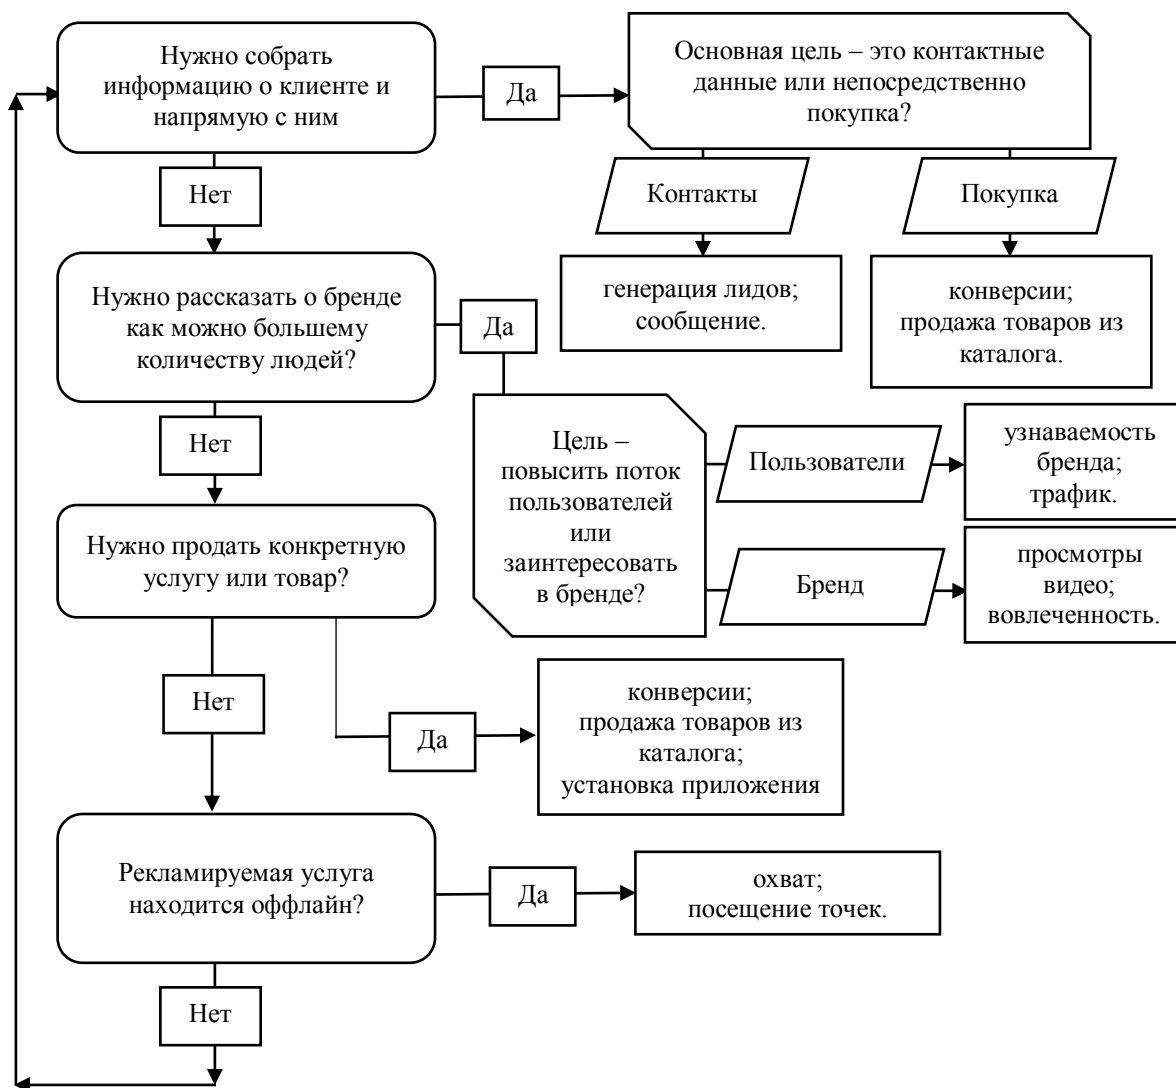 Нужно собрать
информацию о клиенте и
напрямую с ним
Да
Основная цель – это контактные
данные или непосредственно
покупка?
Нет
Контакты
Покупка
генерация лидов;
сообщение.
конверсии;
продажа товаров из
каталога.
Нужно рассказать о бренде
как можно большему
количеству людей?
Да
Нет
Цель –
повысить поток
пользователей
или
заинтересовать
в бренде?
Пользователи
узнаваемость
бренда;
трафик.
Бренд
просмотры
видео;
вовлеченность.
Нужно продать конкретную
услугу или товар?
Нет
Да
конверсии;
продажа товаров из
каталога;
установка приложения
Рекламируемая услуга
находится оффлайн?
Да
охват;
посещение точек.
Нет